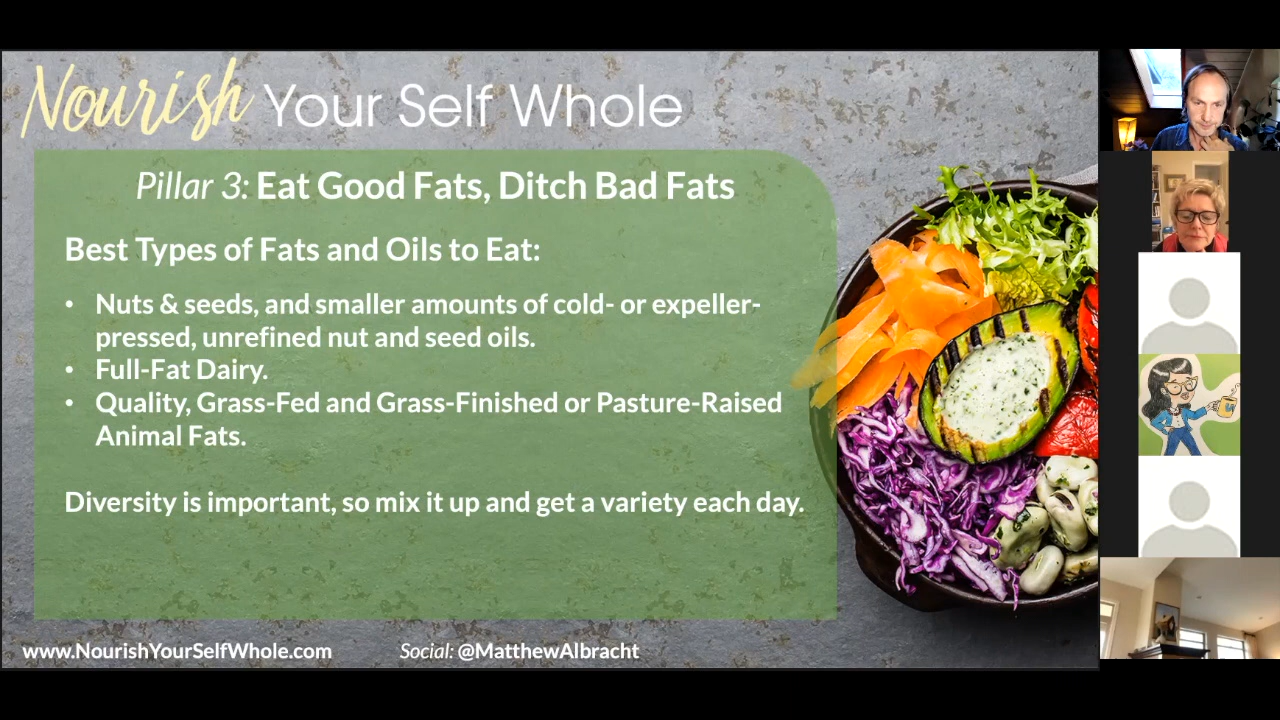 Nourish Your Self Whole
Pillar 3: Eat Good Fats, Ditch Bad Fats
Best Types of Fats and Oils to Eat:
• Nuts & seeds, and smaller amounts of cold- or expeller-
pressed, unrefined nut and seed oils.
• Full-Fat Dairy.
• Quality, Grass-Fed and Grass-Finished or Pasture-Raised
Animal Fats.
Diversity is important, so mix it up and get a variety each day.
www.NourishYourSelfWhole.com Social: @MatthewAlbracht